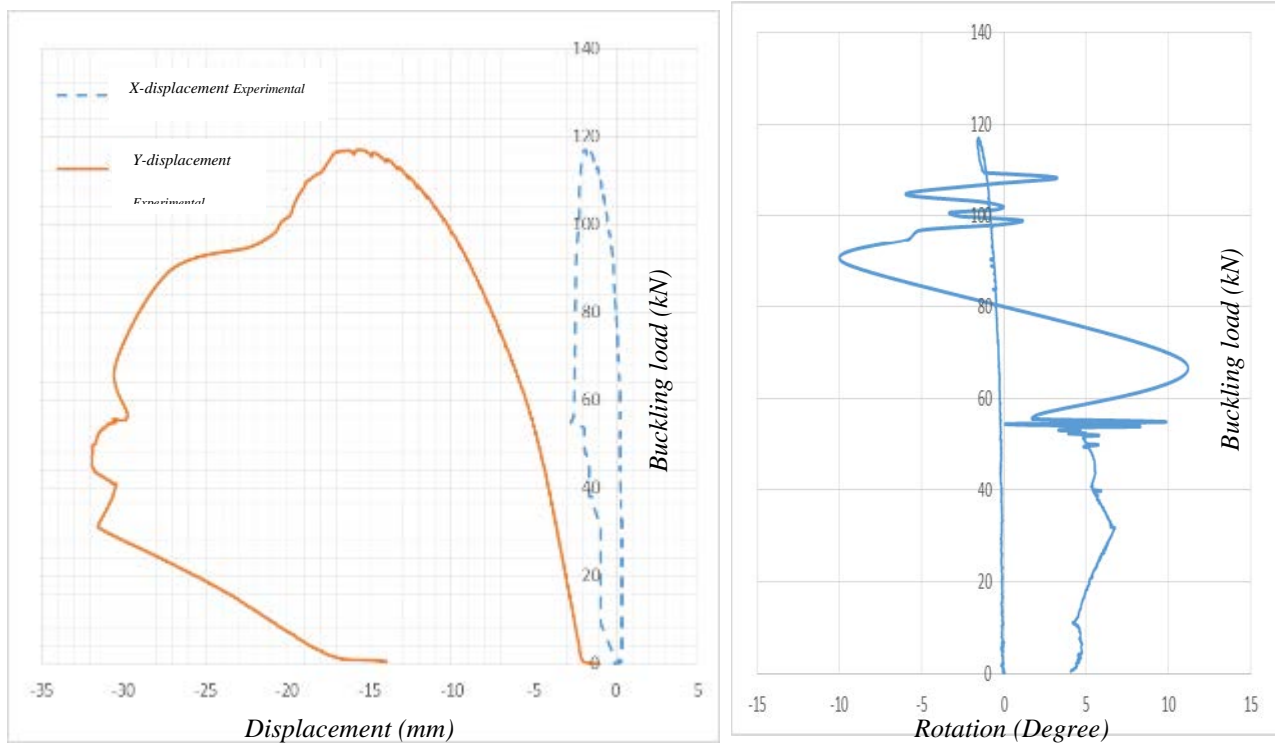 X-displacement Experimental
Y-displacement
Experimental
140
120
100
80
60
40
20
0
-35 -30 -25 -20 -15 -10 -5 0 5
Buckling load (kN)
Displacement (mm)
140
120
100
80
60
40
20
0
-15 -10 -5 0 5 10 15
Buckling load (kN)
Rotation (Degree)